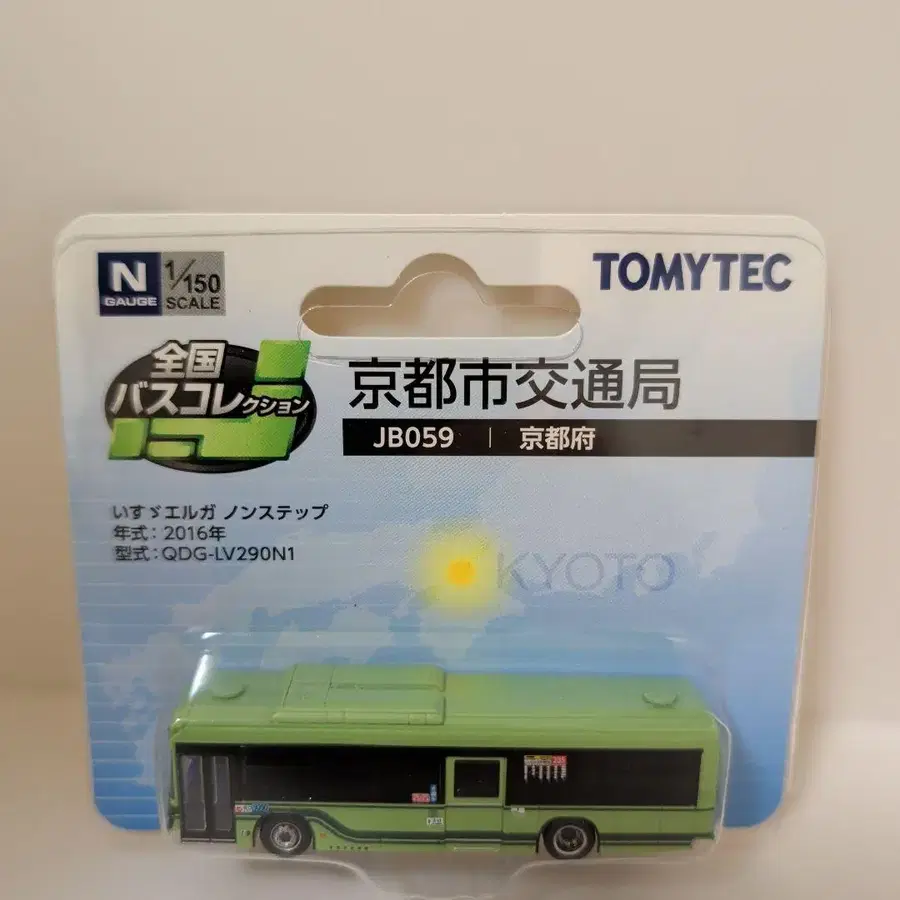 N GAUGE
1/150 SCALE
TOMYTEC
全国
バスコレクション
京都市交通局
JB059 | 京都府
いすゞエルガ ノンステップ
年式：2016年
型式：QDG-LV290N1
KYOTO